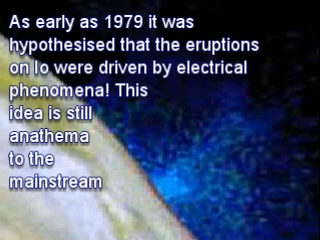 As early as 1979 it was
hypothesised that the eruptions
on Io were driven by electrical
phenomena! This
idea is still
anathema
to the
mainstream